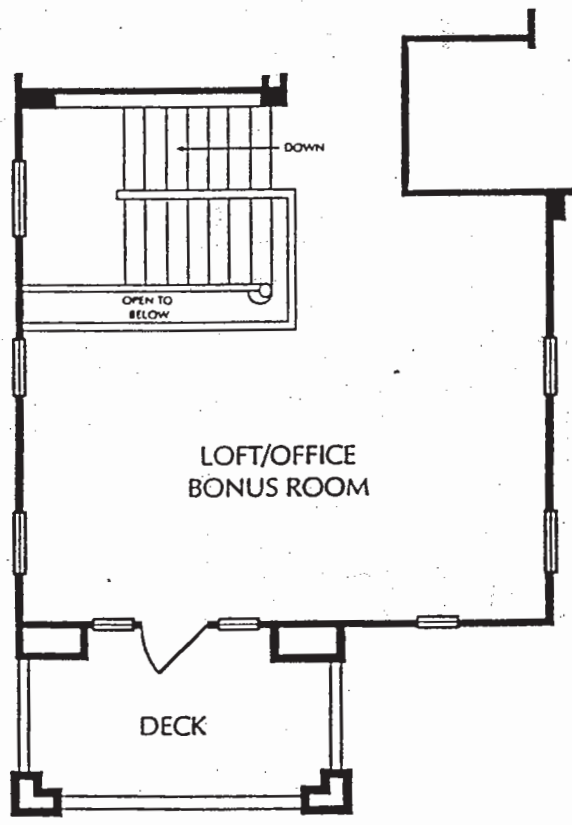 DOWN
OPEN TO
BELOW
LOFT/OFFICE
BONUS ROOM
DECK